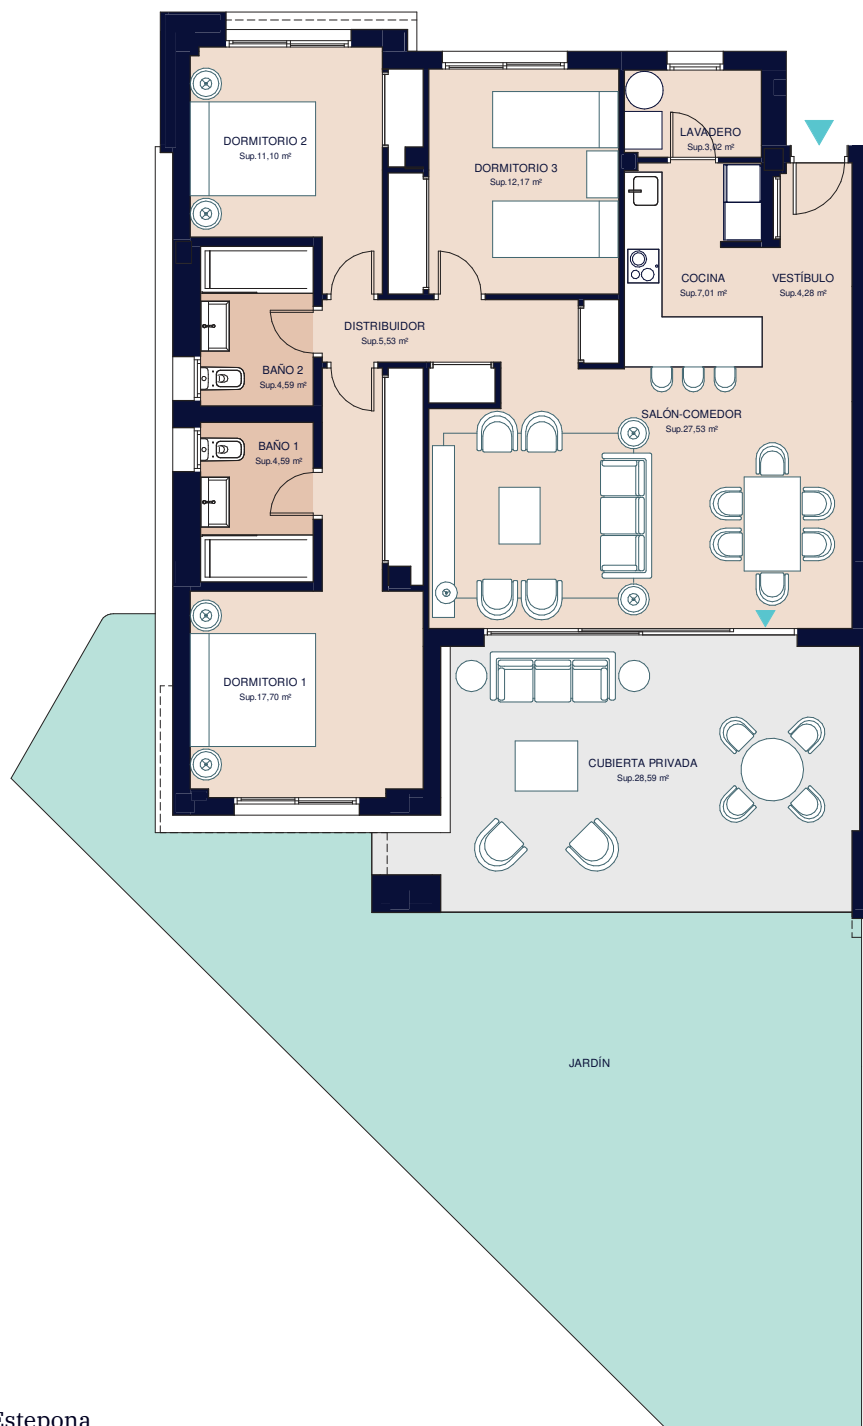 DORMITORIO 2
Sup.11,10 m²
DORMITORIO 3
Sup.12,17 m²
LAVADERO
Sup.3,02 m²
COCINA
Sup.7,01 m²
VESTÍBULO
Sup.4,28 m²
DISTRIBUIDOR
Sup.5,53 m²
BAÑO 2
Sup.4,59 m²
SALÓN-COMEDOR
Sup.27,53 m²
BAÑO 1
Sup.4,59 m²
DORMITORIO 1
Sup.17,70 m²
CUBIERTA PRIVADA
Sup.28,59 m²
JARDÍN
Estepona